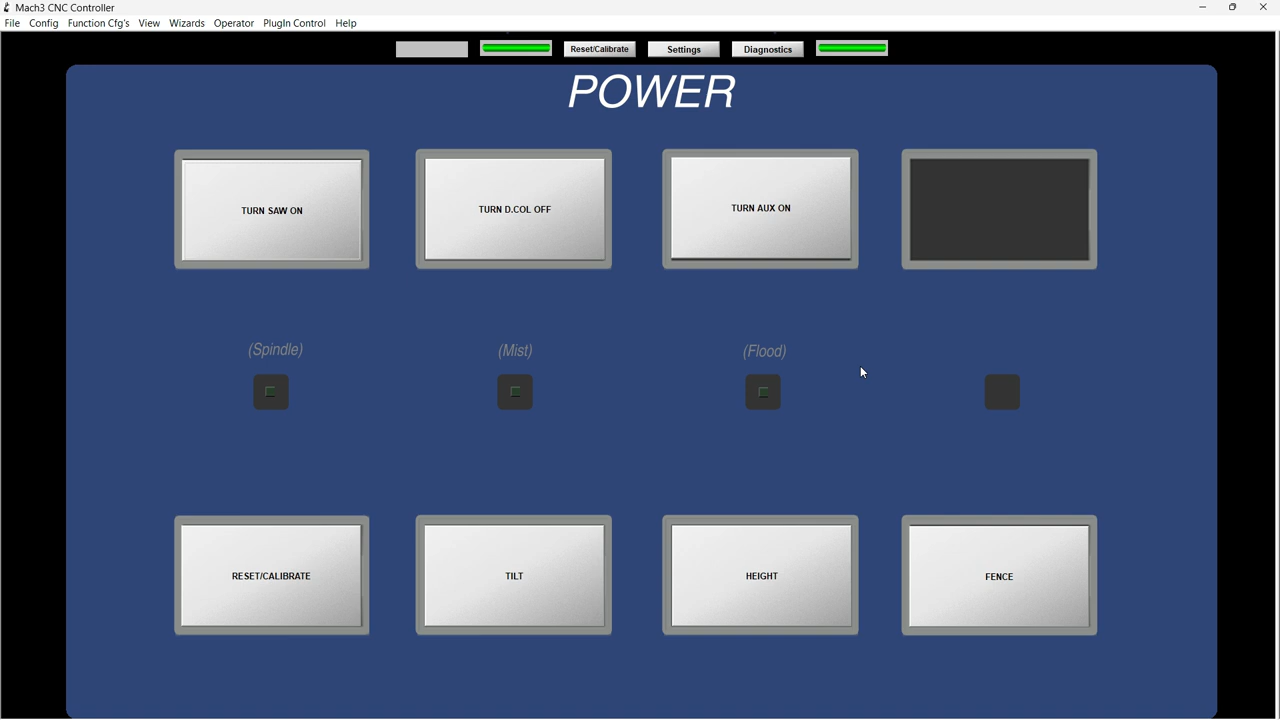 Mach3 CNC Controller
File Config Function Cfg's View Wizards Operator PlugIn Control Help
Reset/Calibrate Settings Diagnostics
POWER
TURN SAW ON TURN D.COL OFF TURN AUX ON
(Spindle) (Mist) (Flood)
RESET/CALIBRATE TILT HEIGHT FENCE